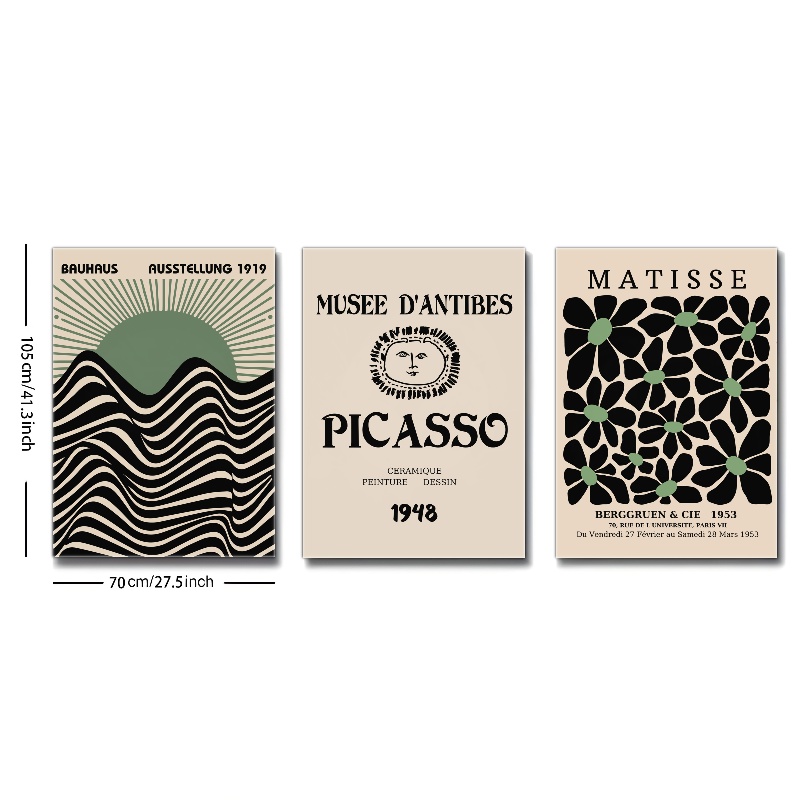 BAUHAUS AUSSTELLUNG 1919
105cm/41.3inch
70cm/27.5inch
MUSEE D'ANTIBES
PICASSO
CERAMIQUE
PEINTURE DESSIN
1948
MATISSE
BERGGRUEN & CIE 1953
70, RUE DE L'UNIVERSITE, PARIS VII
Du Vendredi 27 Février au Samedi 28 Mars 1953